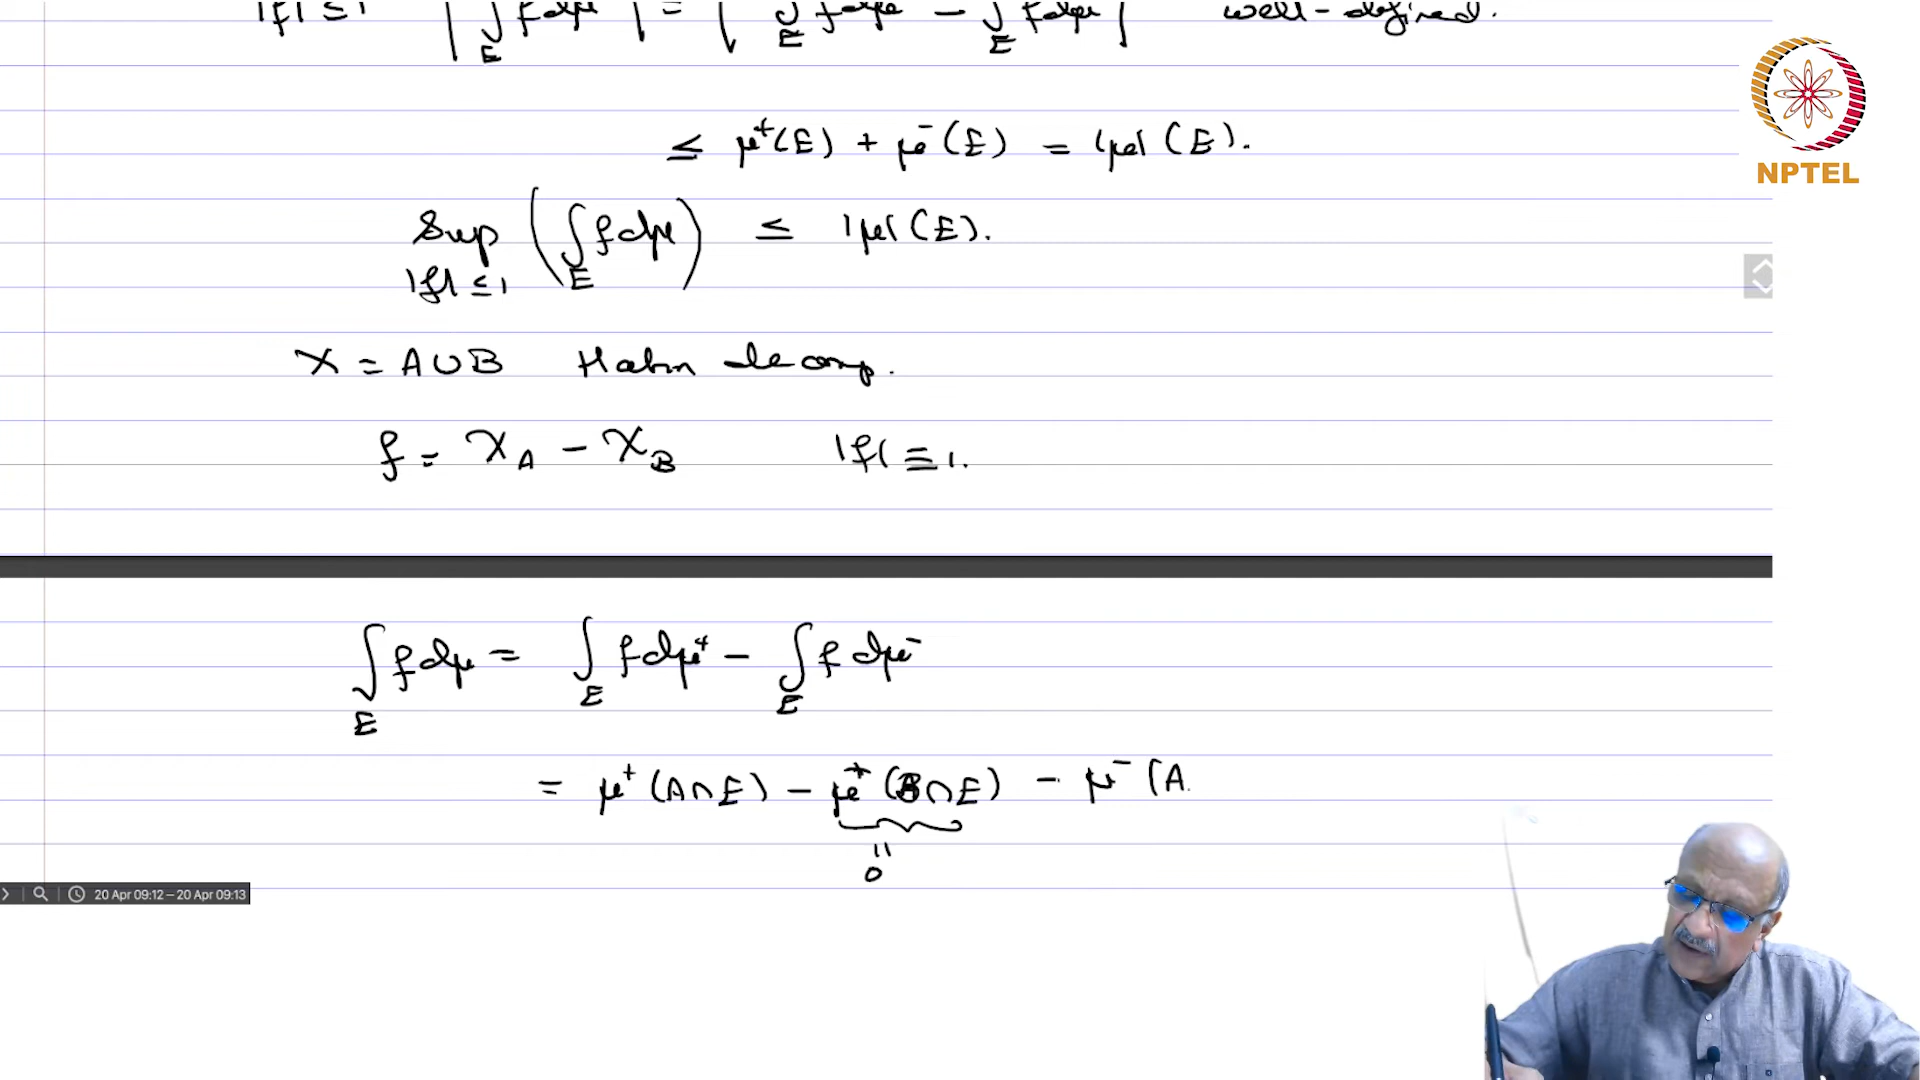 |f| ≤ 1 | ∫_E f dμ | = | ∫_E f dμ − ∫_E f dμ | well-defined.
≤ μ⁺(E) + μ⁻(E) = |μ|(E).
Sup_{|f| ≤ 1} ( ∫_E f dμ ) ≤ |μ|(E).
X = A ∪ B Hahn decomp.
f = χ_A − χ_B |f| ≡ 1.
∫_E f dμ = ∫_E f dμ⁺ − ∫_E f dμ⁻
= μ⁺(A∩E) − μ⁺(B∩E) − μ⁻(A
"
0
20 Apr 09:12 – 20 Apr 09:13
NPTEL